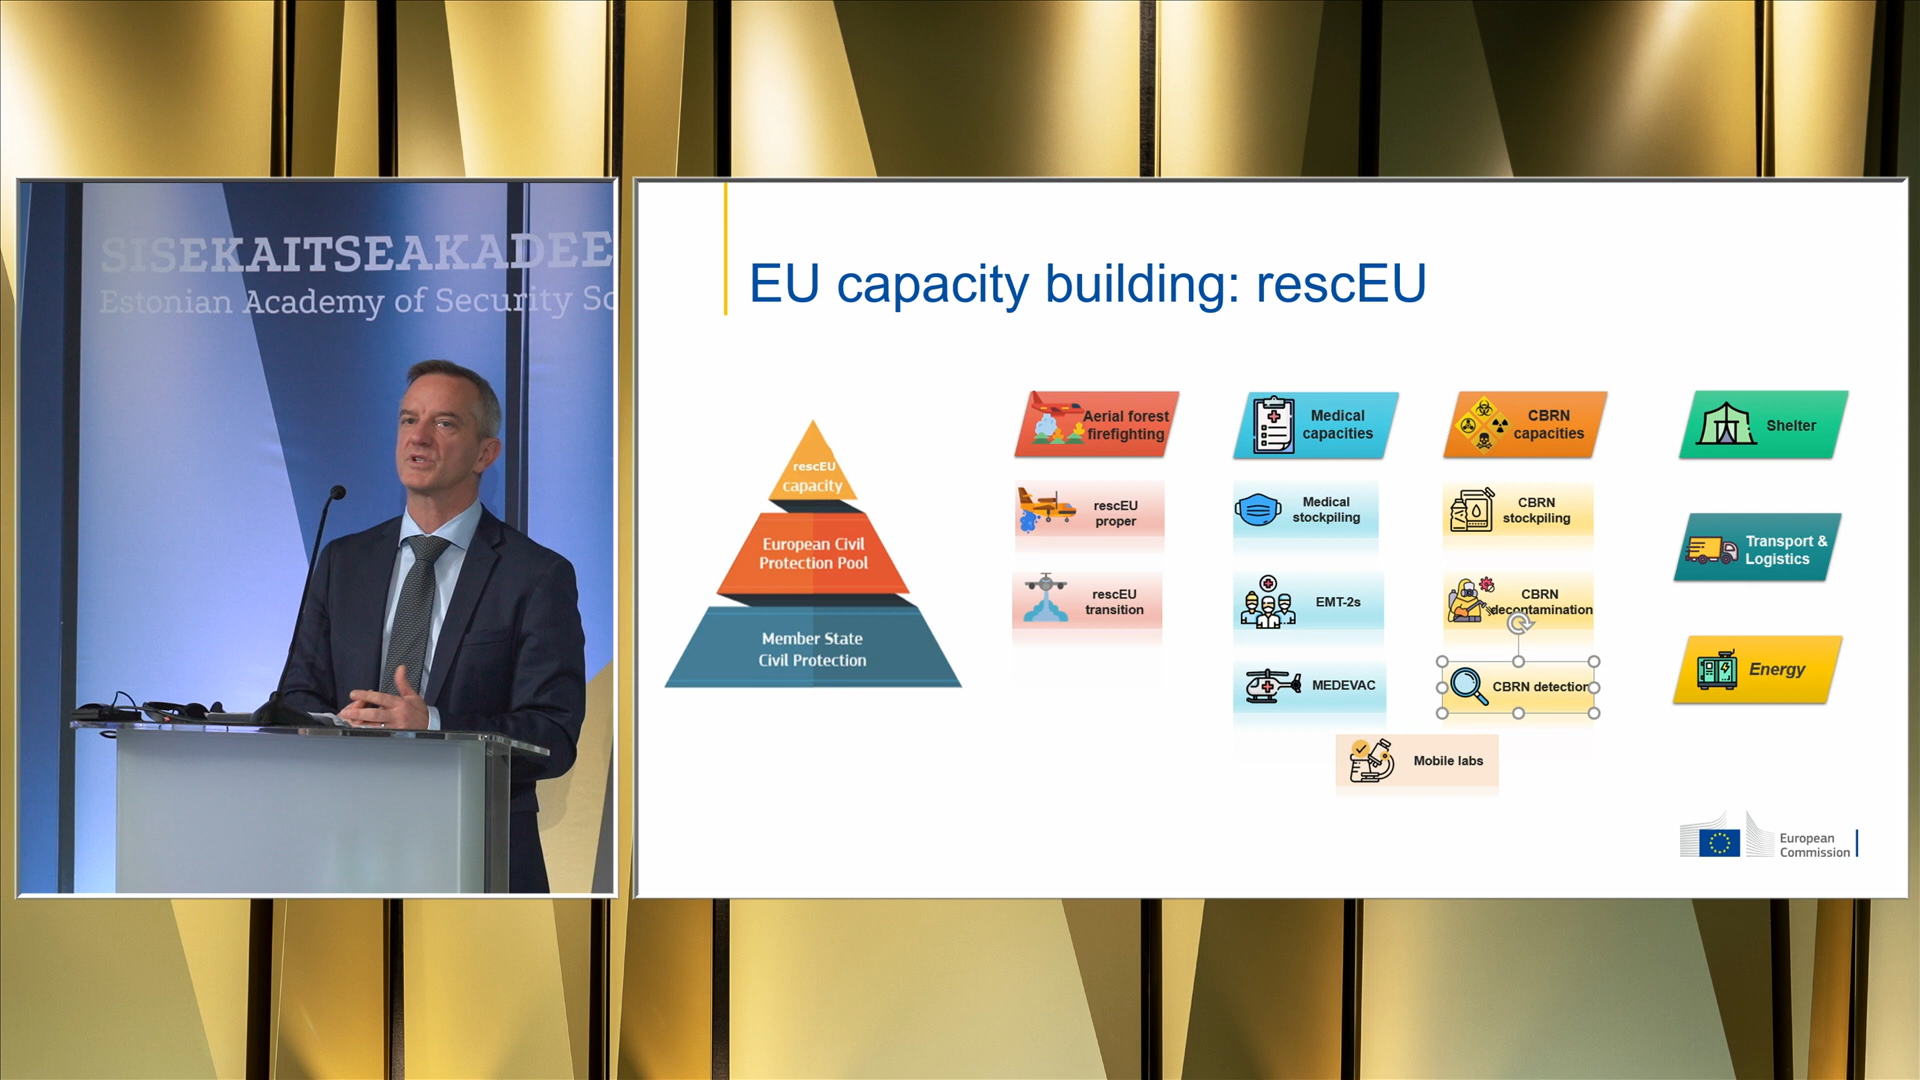 SISEKAITSEAKADEE
Estonian Academy of Security Sc
EU capacity building: rescEU
rescEU
capacity
European Civil
Protection Pool
Member State
Civil Protection
Aerial forest
firefighting
rescEU
proper
rescEU
transition
Medical
capacities
Medical
stockpiling
EMT-2s
MEDEVAC
CBRN
capacities
CBRN
stockpiling
CBRN
decontamination
CBRN detection
Mobile labs
Shelter
Transport &
Logistics
Energy
European
Commission